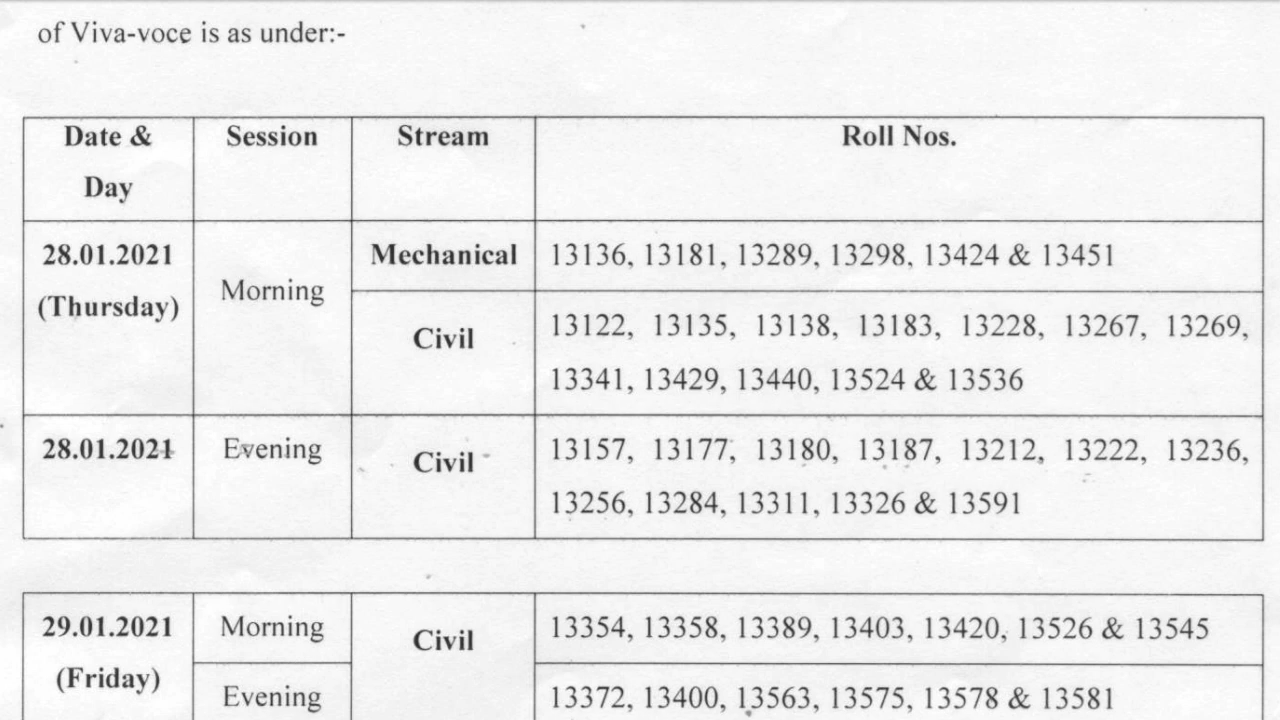 of Viva-voce is as under:-
Date & Session Stream Roll Nos.
Day
28.01.2021 Morning Mechanical 13136, 13181, 13289, 13298, 13424 & 13451
(Thursday) Civil 13122, 13135, 13138, 13183, 13228, 13267, 13269,
13341, 13429, 13440, 13524 & 13536
28.01.2021 Evening Civil 13157, 13177, 13180, 13187, 13212, 13222, 13236,
13256, 13284, 13311, 13326 & 13591
29.01.2021 Morning Civil 13354, 13358, 13389, 13403, 13420, 13526 & 13545
(Friday) Evening 13372, 13400, 13563, 13575, 13578 & 13581